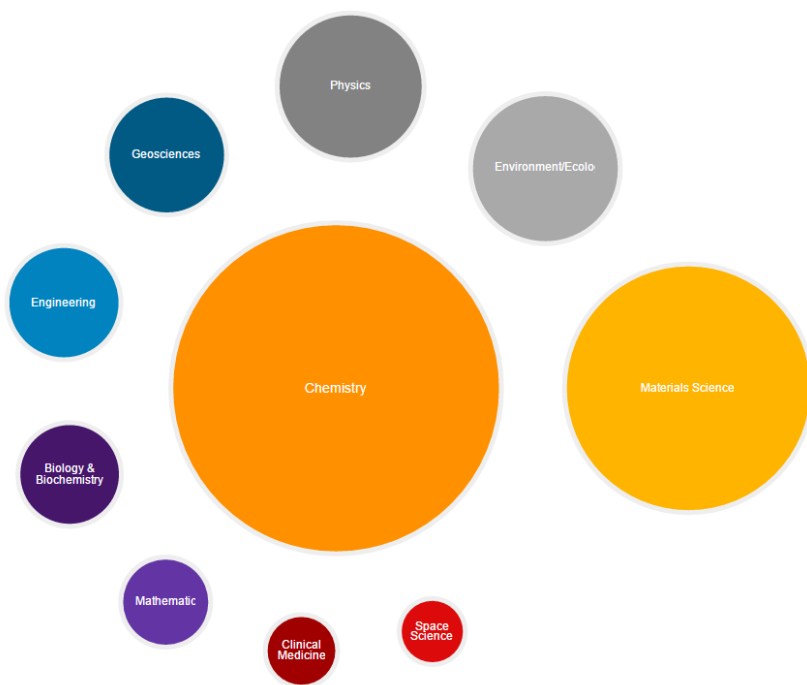 Physics
Geosciences
Environment/Ecolo
Engineering
Chemistry
Materials Science
Biology &
Biochemistry
Mathematic
Space
Science
Clinical
Medicine